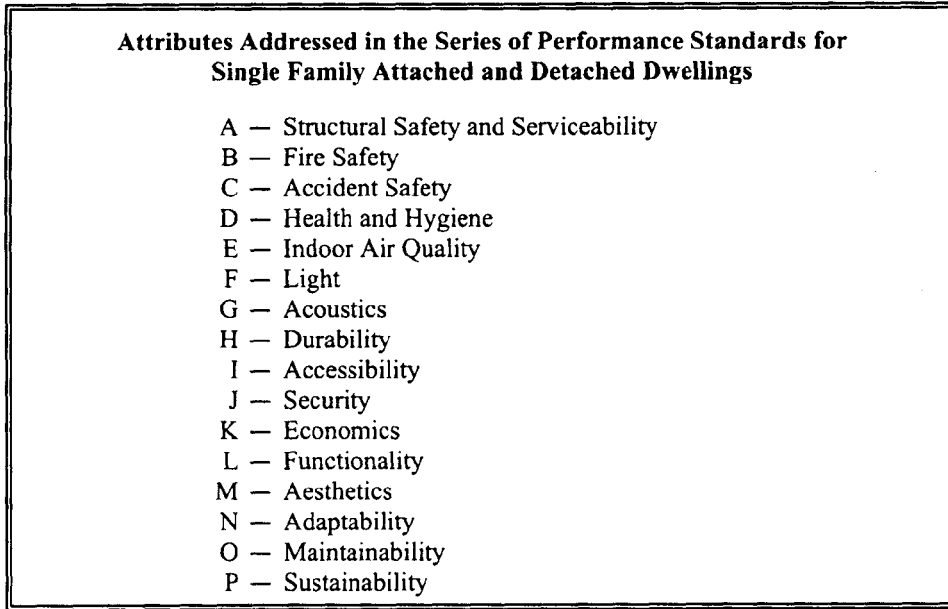 Attributes Addressed in the Series of Performance Standards for
Single Family Attached and Detached Dwellings
A — Structural Safety and Serviceability
B — Fire Safety
C — Accident Safety
D — Health and Hygiene
E — Indoor Air Quality
F — Light
G — Acoustics
H — Durability
I — Accessibility
J — Security
K — Economics
L — Functionality
M — Aesthetics
N — Adaptability
O — Maintainability
P — Sustainability